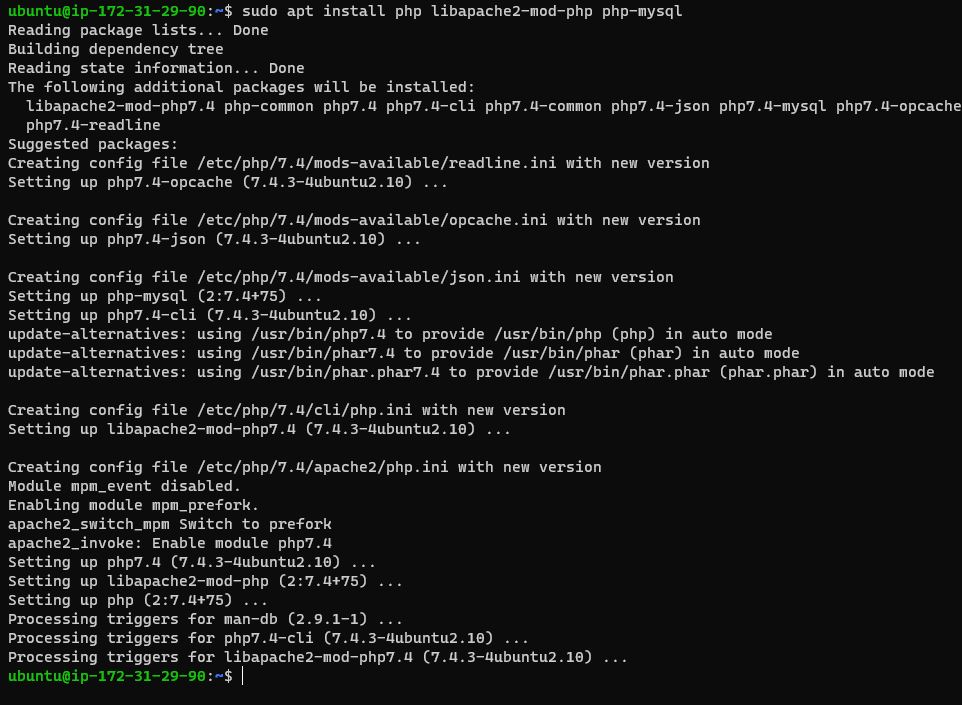 ubuntu@ip-172-31-29-90:~$ sudo apt install php libapache2-mod-php php-mysql
Reading package lists... Done
Building dependency tree
Reading state information... Done
The following additional packages will be installed:
  libapache2-mod-php7.4 php-common php7.4 php7.4-cli php7.4-common php7.4-json php7.4-mysql php7.4-opcache
  php7.4-readline
Suggested packages:
Creating config file /etc/php/7.4/mods-available/readline.ini with new version
Setting up php7.4-opcache (7.4.3-4ubuntu2.10) ...

Creating config file /etc/php/7.4/mods-available/opcache.ini with new version
Setting up php7.4-json (7.4.3-4ubuntu2.10) ...

Creating config file /etc/php/7.4/mods-available/json.ini with new version
Setting up php-mysql (2:7.4+75) ...
Setting up php7.4-cli (7.4.3-4ubuntu2.10) ...
update-alternatives: using /usr/bin/php7.4 to provide /usr/bin/php (php) in auto mode
update-alternatives: using /usr/bin/phar7.4 to provide /usr/bin/phar (phar) in auto mode
update-alternatives: using /usr/bin/phar.phar7.4 to provide /usr/bin/phar.phar (phar.phar) in auto mode

Creating config file /etc/php/7.4/cli/php.ini with new version
Setting up libapache2-mod-php7.4 (7.4.3-4ubuntu2.10) ...

Creating config file /etc/php/7.4/apache2/php.ini with new version
Module mpm_event disabled.
Enabling module mpm_prefork.
apache2_switch_mpm Switch to prefork
apache2_invoke: Enable module php7.4
Setting up php7.4 (7.4.3-4ubuntu2.10) ...
Setting up libapache2-mod-php (2:7.4+75) ...
Setting up php (2:7.4+75) ...
Processing triggers for man-db (2.9.1-1) ...
Processing triggers for php7.4-cli (7.4.3-4ubuntu2.10) ...
Processing triggers for libapache2-mod-php7.4 (7.4.3-4ubuntu2.10) ...
ubuntu@ip-172-31-29-90:~$